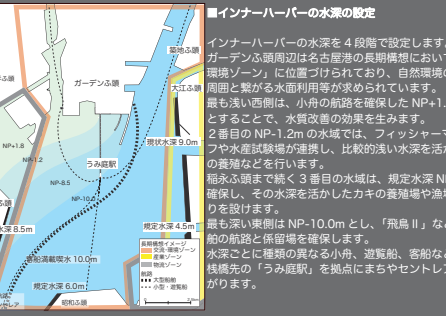 ■インナーハーバーの水深の設定
インナーハーバーの水深を4段階で設定します。
ガーデンふ頭周辺は名古屋港の長期構想において
環境ゾーン」に位置づけられており、自然環境の
周囲と繋がる水面利用等が求められています。
最も浅い西側は、小舟の航路を確保した NP+1.
とすることで、水質改善の効果を生みます。
2番目の NP-1.2m の水域では、フィッシャーマ
フや水産試験場が連携し、比較的浅い水深を活か
の養殖などを行います。
稲永ふ頭まで続く3番目の水域は、規定水深 NP
確保し、その水深を活かしたカキの養殖場や漁場
りを設けます。
最も深い東側は NP-10.0m とし、「飛鳥Ⅱ」など
船の航路と係留場を確保します。
水深ごとに種類の異なる小舟、遊覧船、客船など
桟橋先の「うみ庭駅」を拠点にまちやセントレア
がります。
築地ふ頭
ふ頭
ガーデンふ頭
大江ふ頭
現状水深 9.0m
NP+1.8
NP-1.2
うみ庭駅
NP-8.5
NP-10.0
ふ頭
水深 8.5m
規定水深 4.5m
客船満載喫水 10.0m
規定水深 6.0m
昭和ふ頭
長期構想イメージ
交流・環境ゾーン
産業ゾーン
物流ゾーン
航路
大型船舶
小型・遊覧船